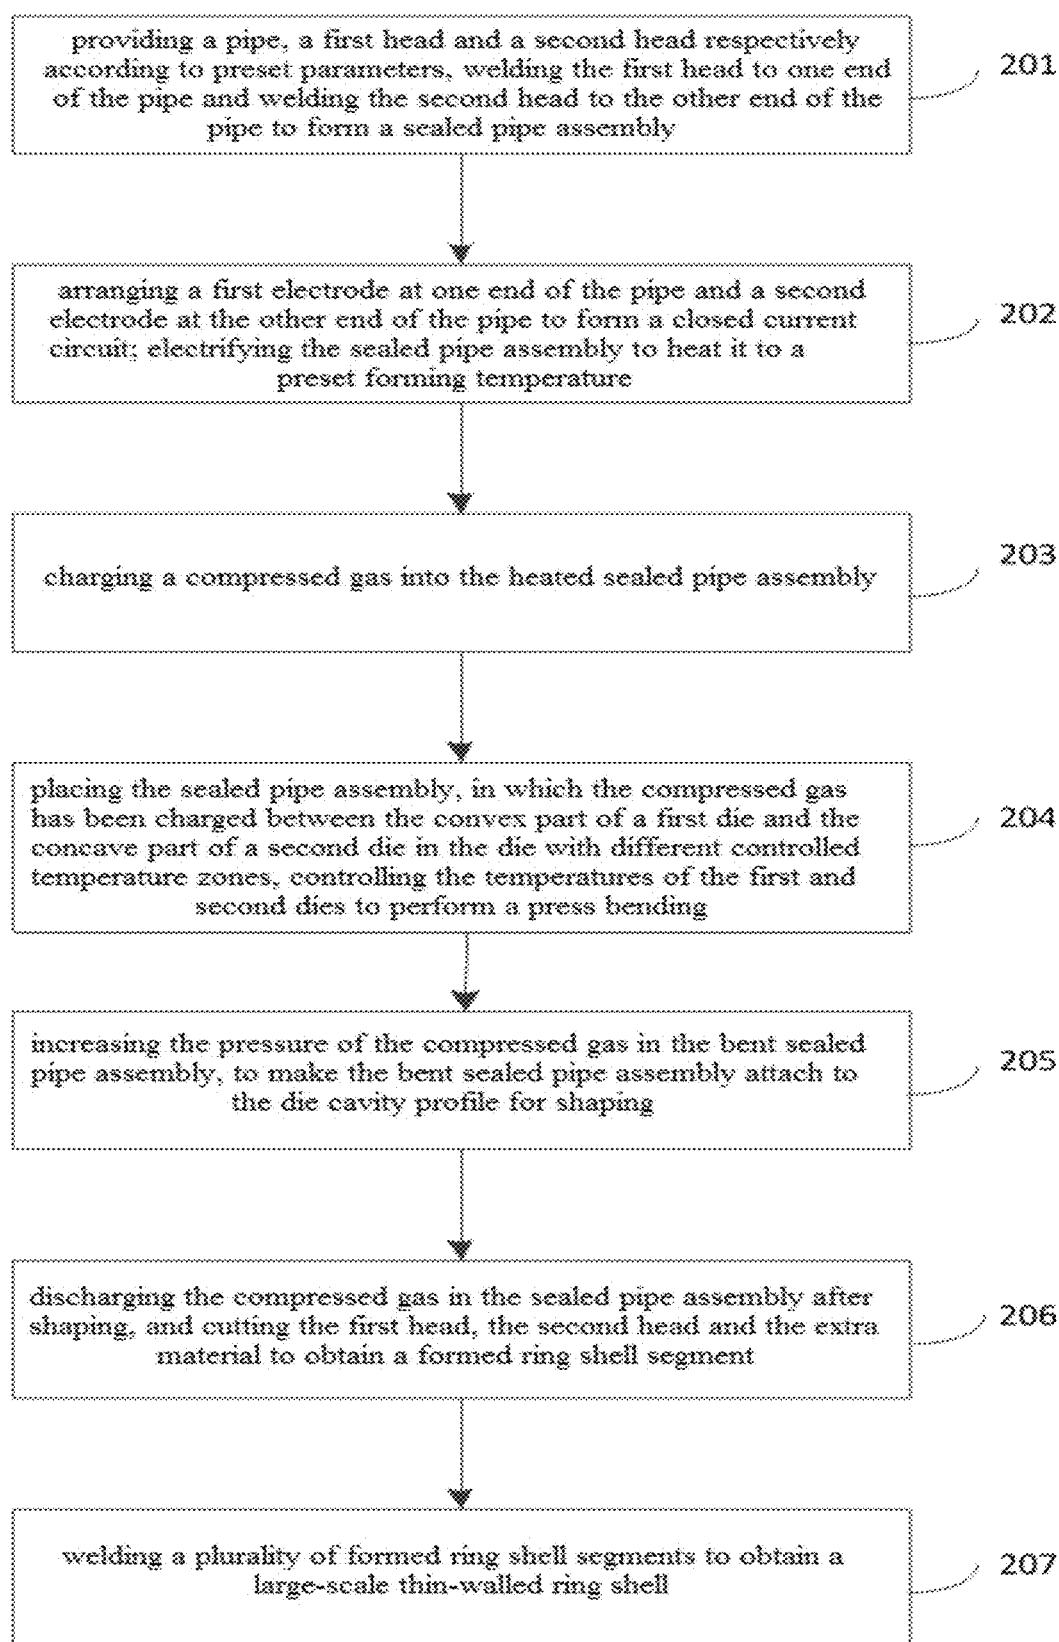 providing a pipe, a first head and a second head respectively
according to preset parameters, welding the first head to one end
of the pipe and welding the second head to the other end of the
pipe to form a sealed pipe assembly
201
arranging a first electrode at one end of the pipe and a second
electrode at the other end of the pipe to form a closed current
circuit; electrifying the sealed pipe assembly to heat it to a
preset forming temperature
202
charging a compressed gas into the heated sealed pipe assembly
203
placing the sealed pipe assembly, in which the compressed gas
has been charged between the convex part of a first die and the
concave part of a second die in the die with different controlled
temperature zones, controlling the temperatures of the first and
second dies to perform a press bending
204
increasing the pressure of the compressed gas in the bent sealed
pipe assembly, to make the bent sealed pipe assembly attach to
the die cavity profile for shaping
205
discharging the compressed gas in the sealed pipe assembly after
shaping, and cutting the first head, the second head and the extra
material to obtain a formed ring shell segment
206
welding a plurality of formed ring shell segments to obtain a
large-scale thin-walled ring shell
207